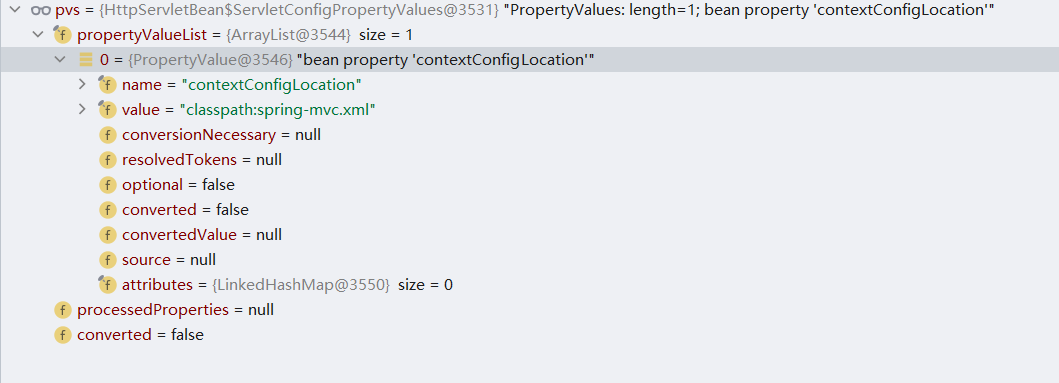 pvs = {HttpServletBean$ServletConfigPropertyValues@3531} "PropertyValues: length=1; bean property 'contextConfigLocation'"
f propertyValueList = {ArrayList@3544} size = 1
0 = {PropertyValue@3546} "bean property 'contextConfigLocation'"
f name = "contextConfigLocation"
f value = "classpath:spring-mvc.xml"
f conversionNecessary = null
f resolvedTokens = null
f optional = false
f converted = false
f convertedValue = null
f source = null
f attributes = {LinkedHashMap@3550} size = 0
f processedProperties = null
f converted = false